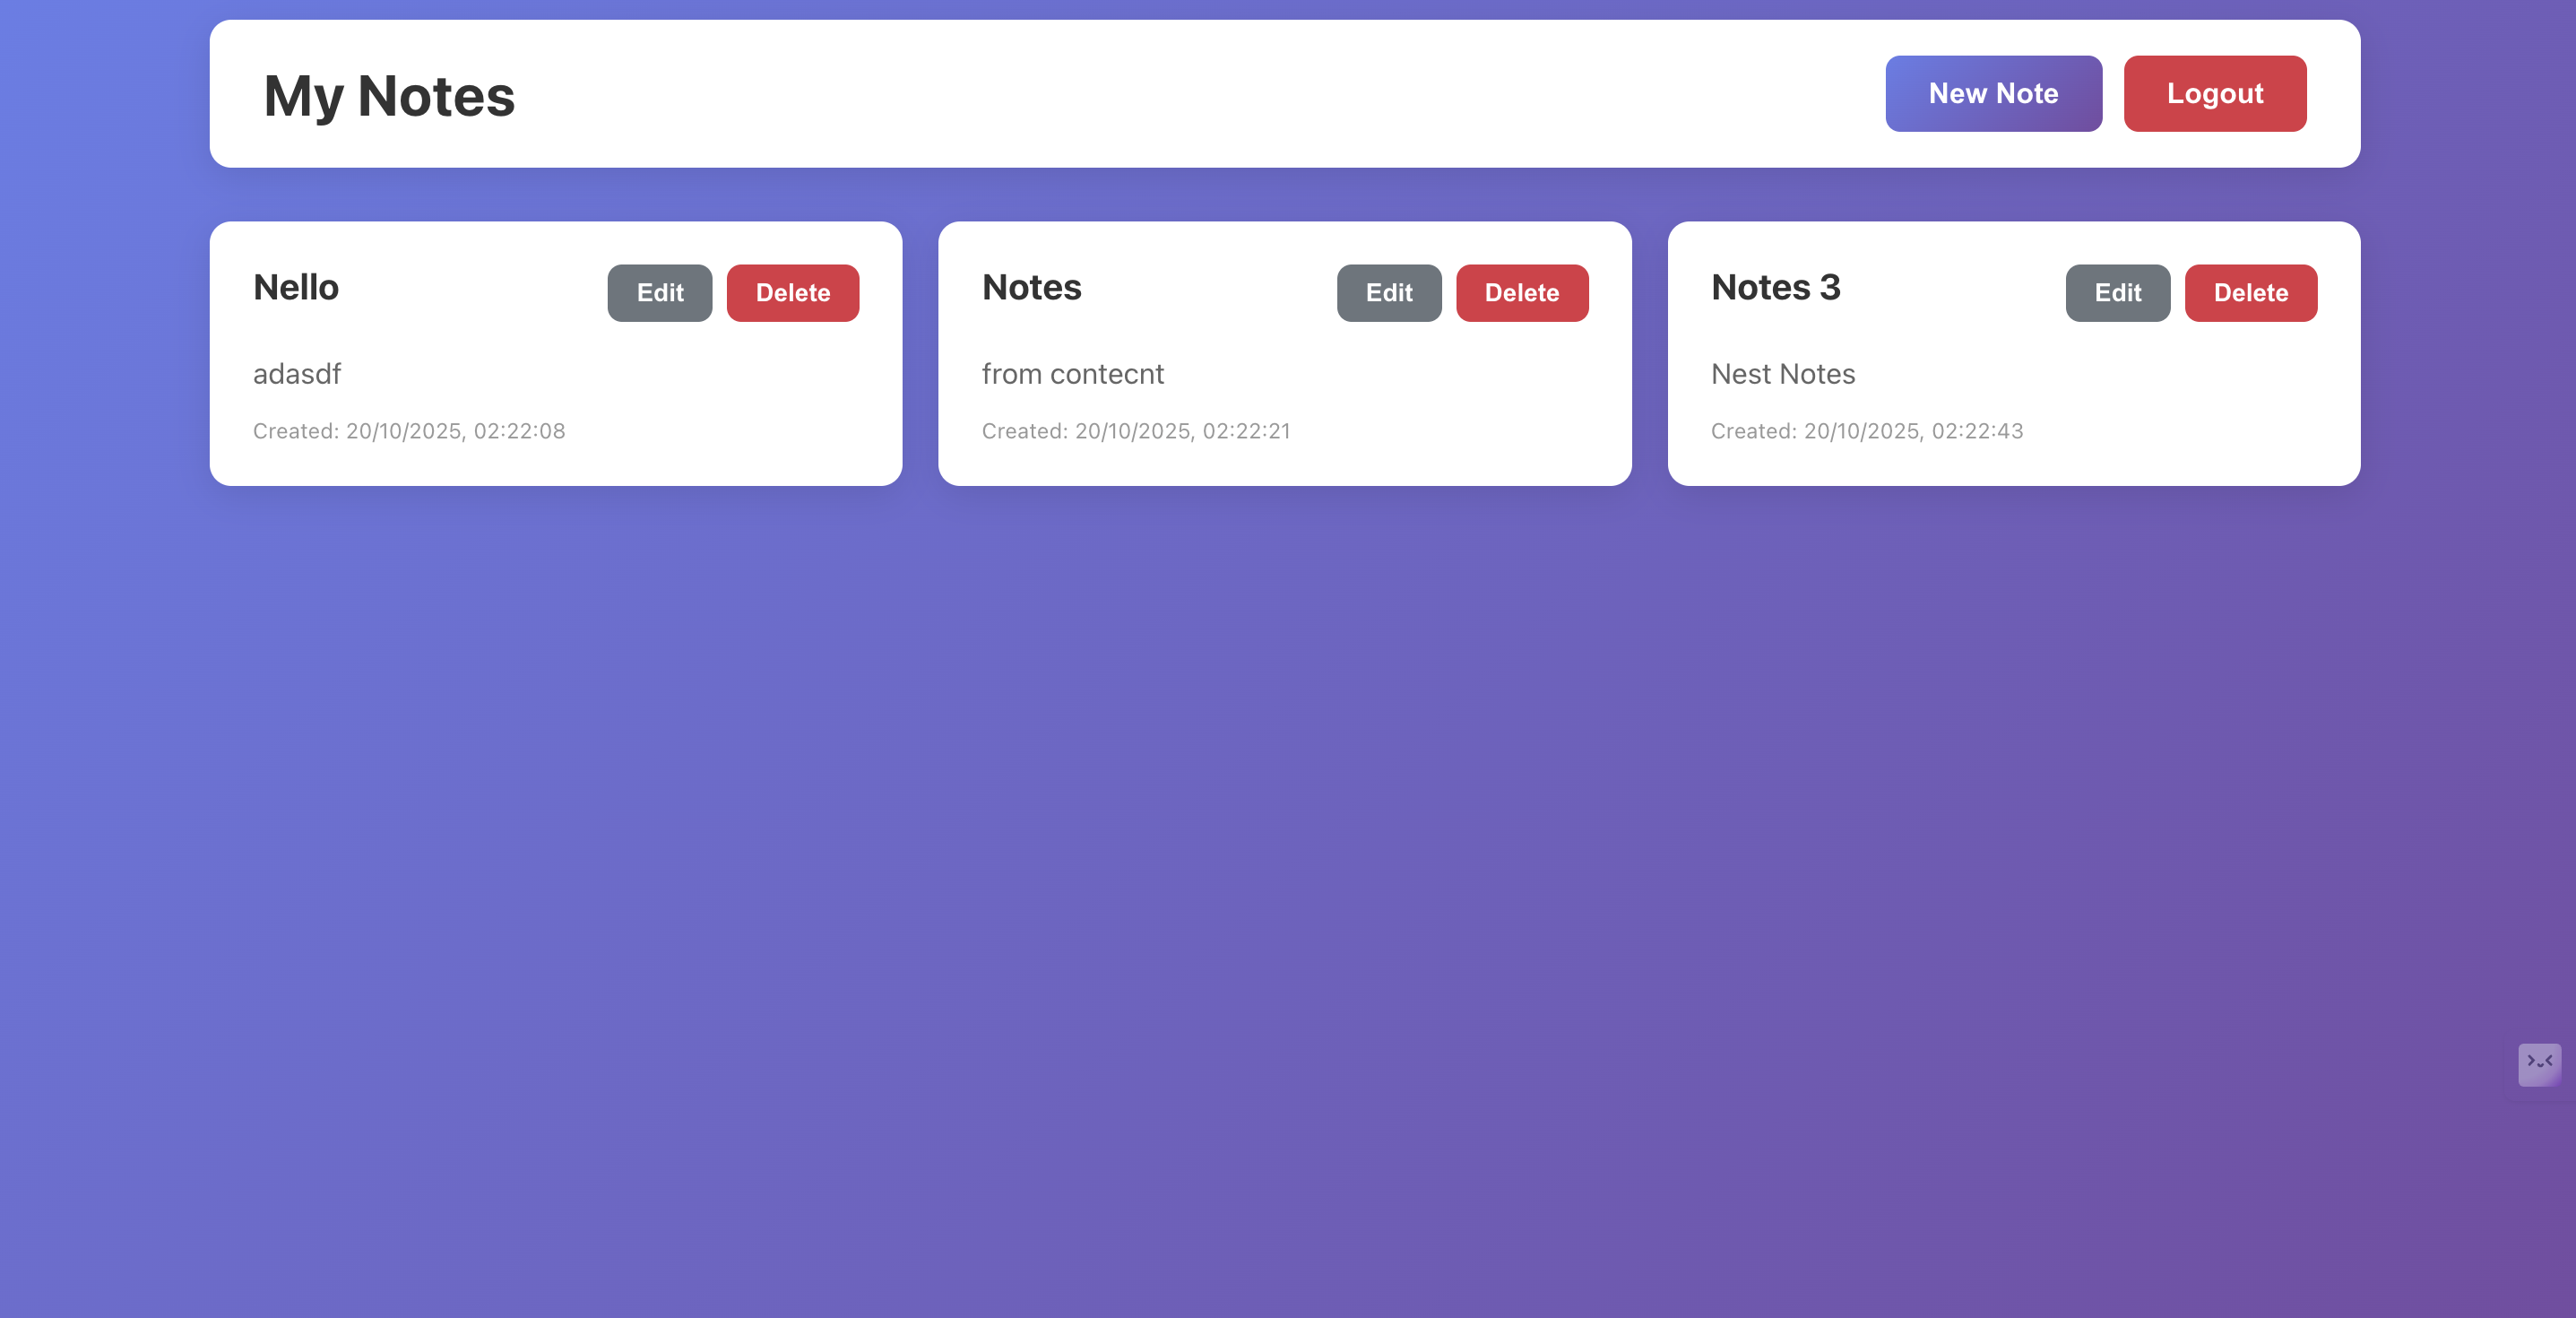 My Notes
New Note
Logout
Nello
Edit
Delete
adasdf
Created: 20/10/2025, 02:22:08
Notes
Edit
Delete
from contecnt
Created: 20/10/2025, 02:22:21
Notes 3
Edit
Delete
Nest Notes
Created: 20/10/2025, 02:22:43